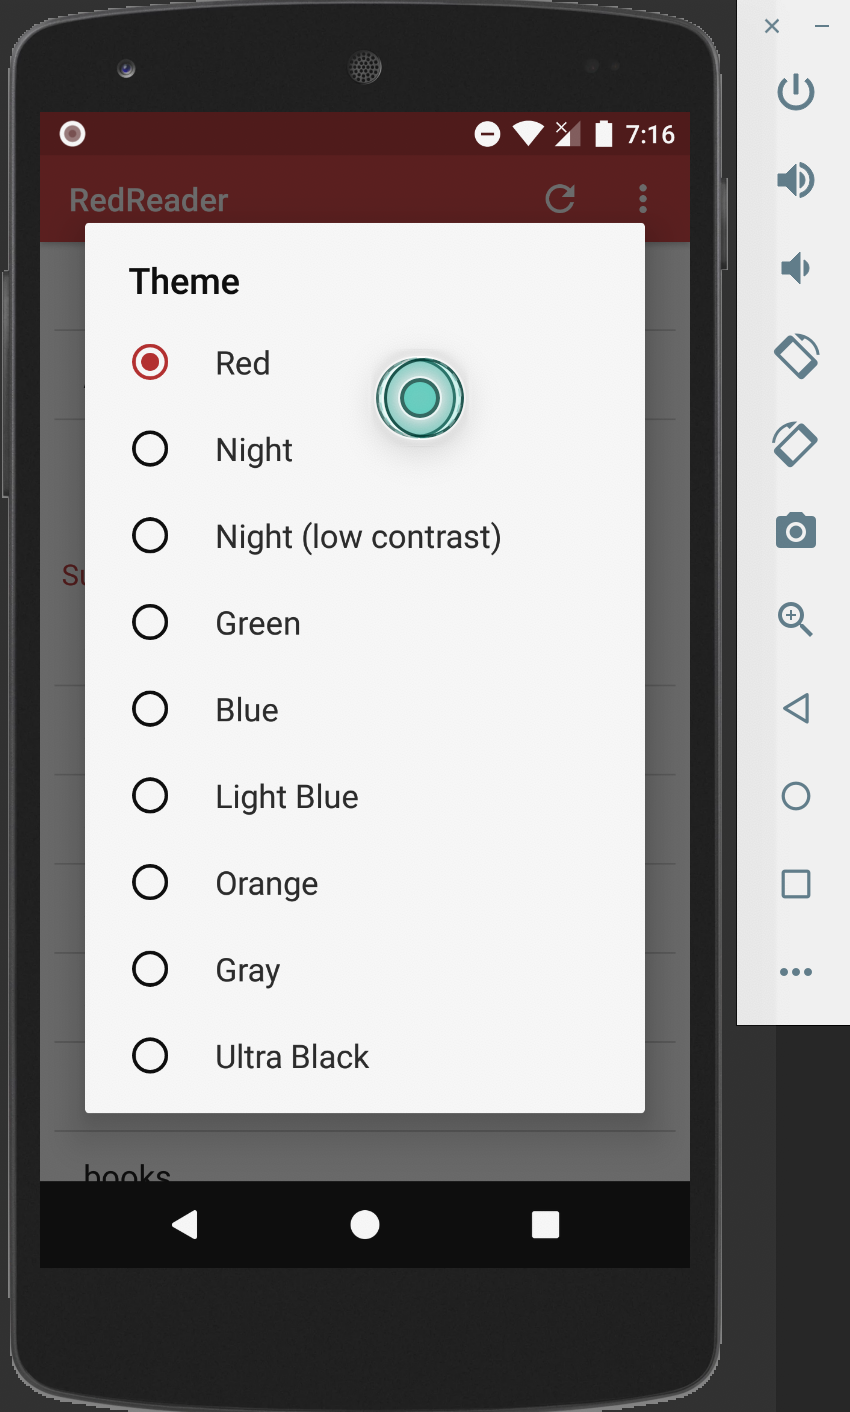 7:16
RedReader
Theme
Red
Night
Night (low contrast)
Su
Green
Blue
Light Blue
Orange
Gray
Ultra Black
books